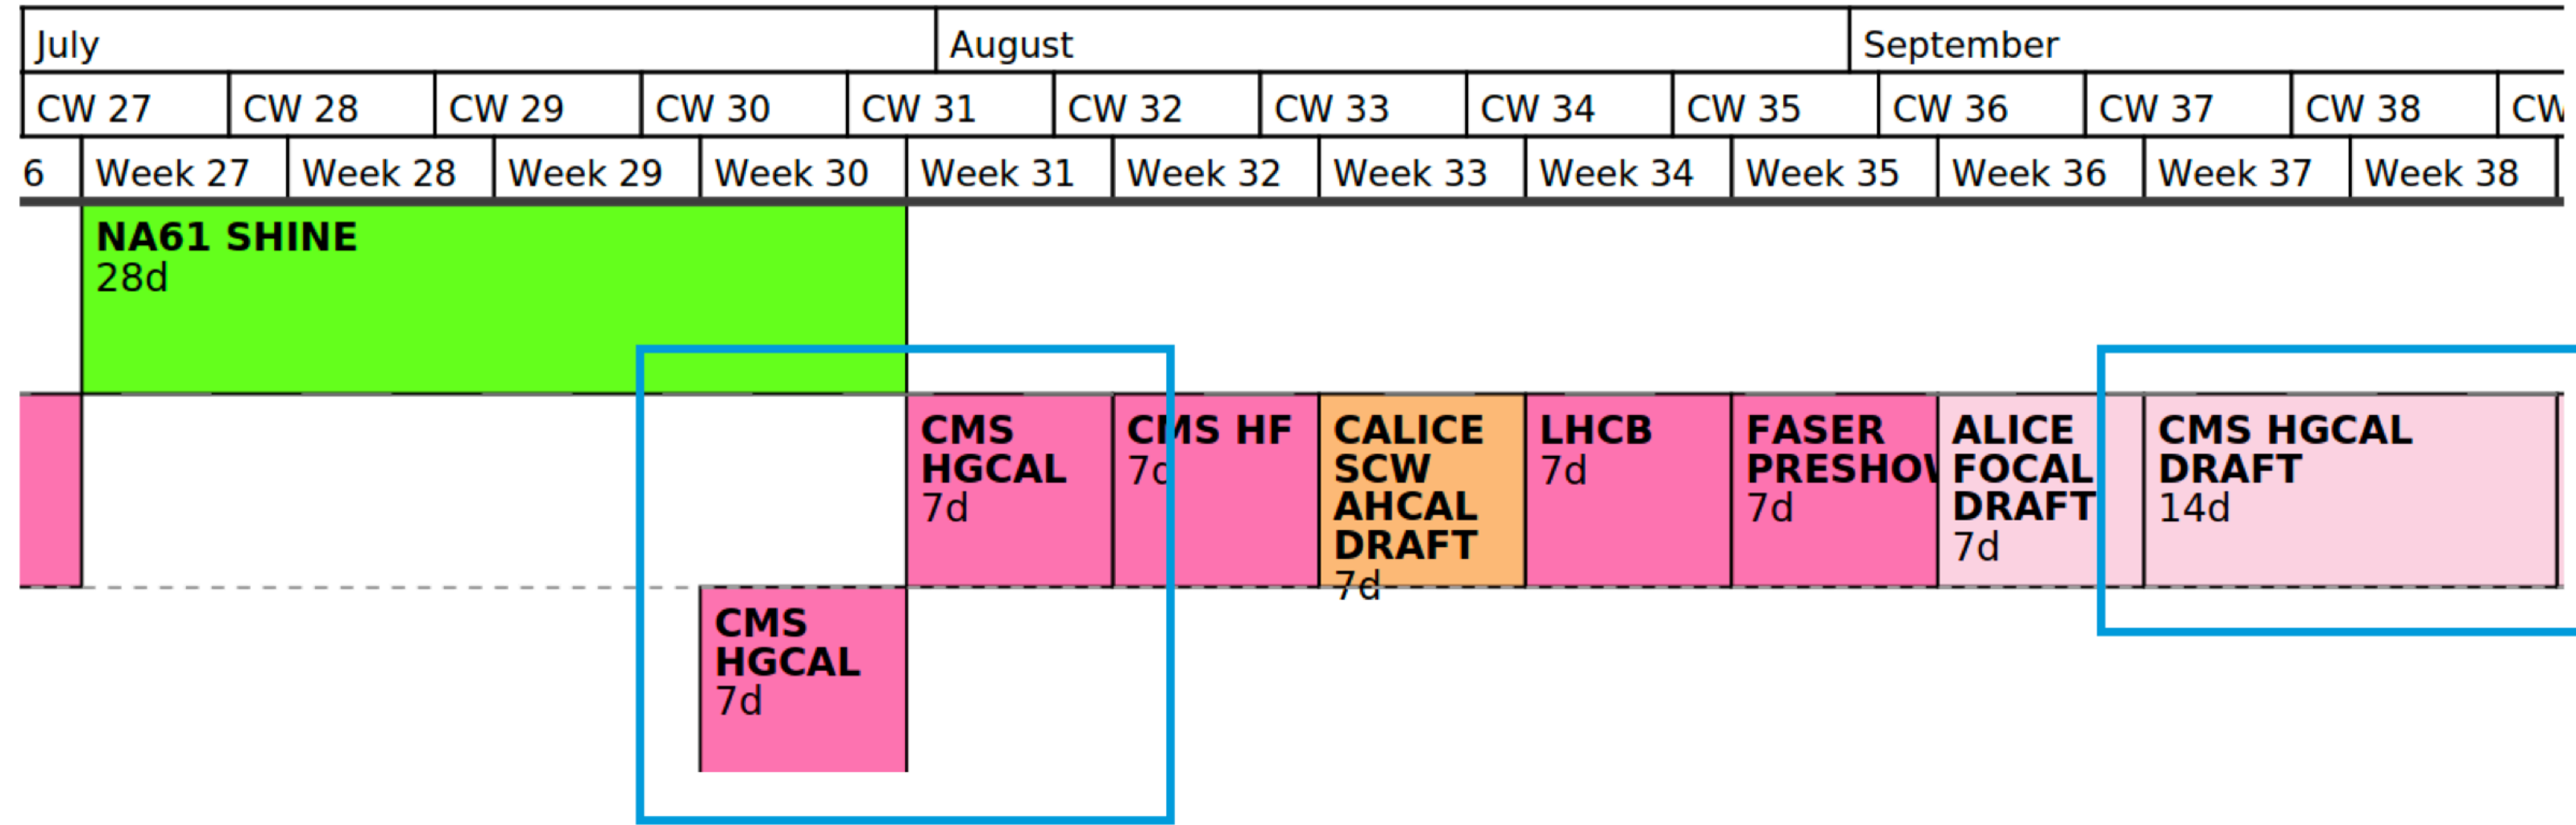 July
August
September
CW 27
CW 28
CW 29
CW 30
CW 31
CW 32
CW 33
CW 34
CW 35
CW 36
CW 37
CW 38
CW
6
Week 27
Week 28
Week 29
Week 30
Week 31
Week 32
Week 33
Week 34
Week 35
Week 36
Week 37
Week 38
NA61 SHINE
28d
CMS
HGCAL
7d
CMS HF
7d
CALICE
SCW
AHCAL
DRAFT
7d
LHCB
7d
FASER
PRESHOW
7d
ALICE
FOCAL
DRAFT
7d
CMS HGCAL
DRAFT
14d
CMS
HGCAL
7d